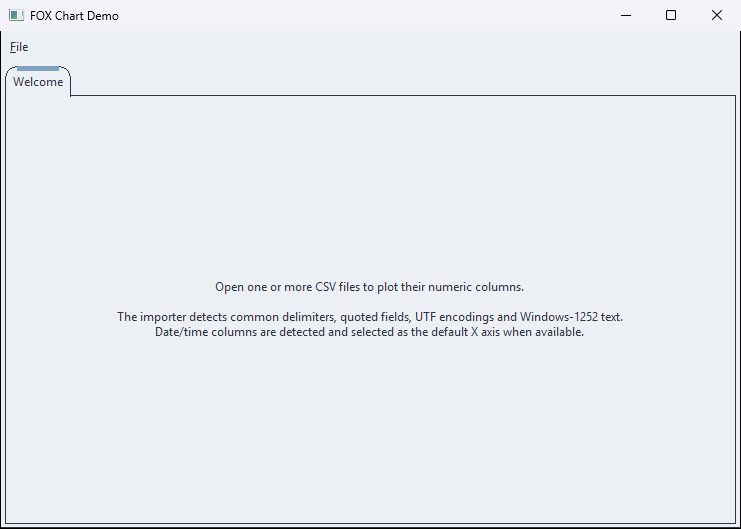 FOX Chart Demo
File
Welcome
Open one or more CSV files to plot their numeric columns.
The importer detects common delimiters, quoted fields, UTF encodings and Windows-1252 text.
Date/time columns are detected and selected as the default X axis when available.